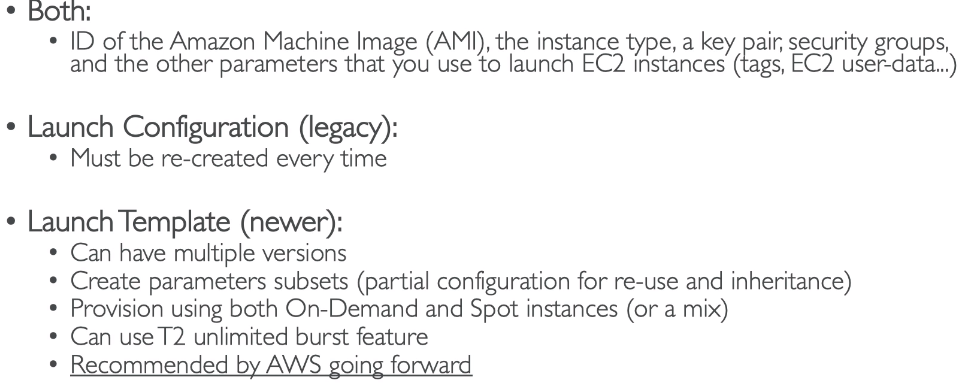 • Both:
• ID of the Amazon Machine Image (AMI), the instance type, a key pair, security groups,
and the other parameters that you use to launch EC2 instances (tags, EC2 user-data...)
• Launch Configuration (legacy):
• Must be re-created every time
• Launch Template (newer):
• Can have multiple versions
• Create parameters subsets (partial configuration for re-use and inheritance)
• Provision using both On-Demand and Spot instances (or a mix)
• Can use T2 unlimited burst feature
• Recommended by AWS going forward